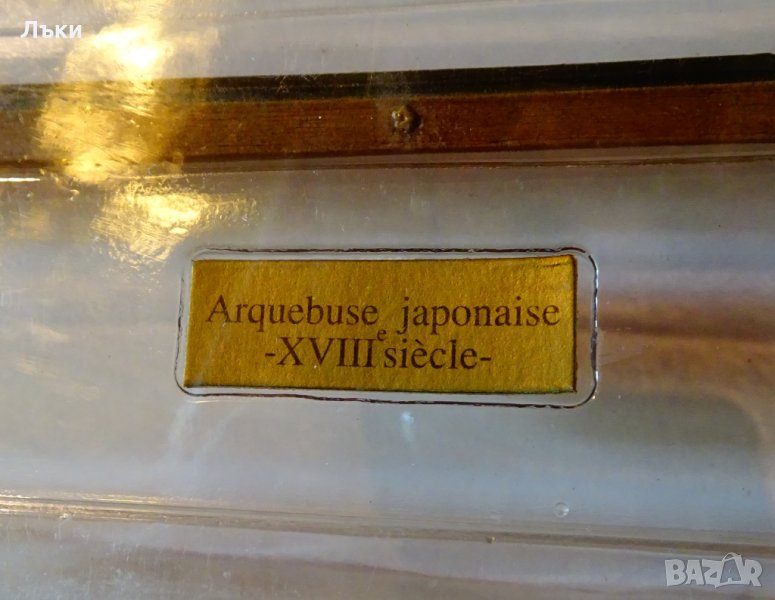 Лъки
Arquebuse japonaise
-XVIIIe siècle-
BAZAR